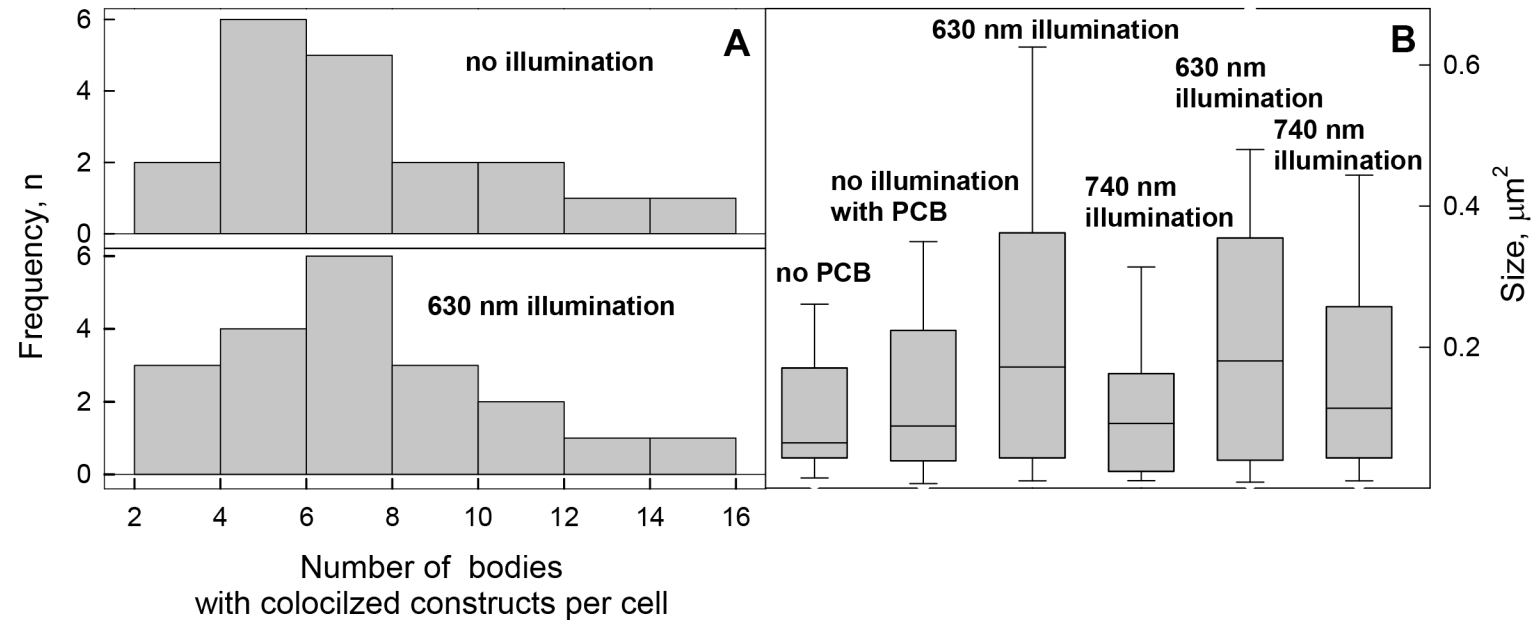 A
no illumination
6
4
2
0
630 nm illumination
6
4
2
0
Frequency, n
2 4 6 8 10 12 14 16
Number of bodies
with colocilzed constructs per cell
B
630 nm illumination
630 nm
illumination
740 nm
illumination
no illumination
with PCB
740 nm
illumination
no PCB
0.6
0.4
0.2
Size, μm²